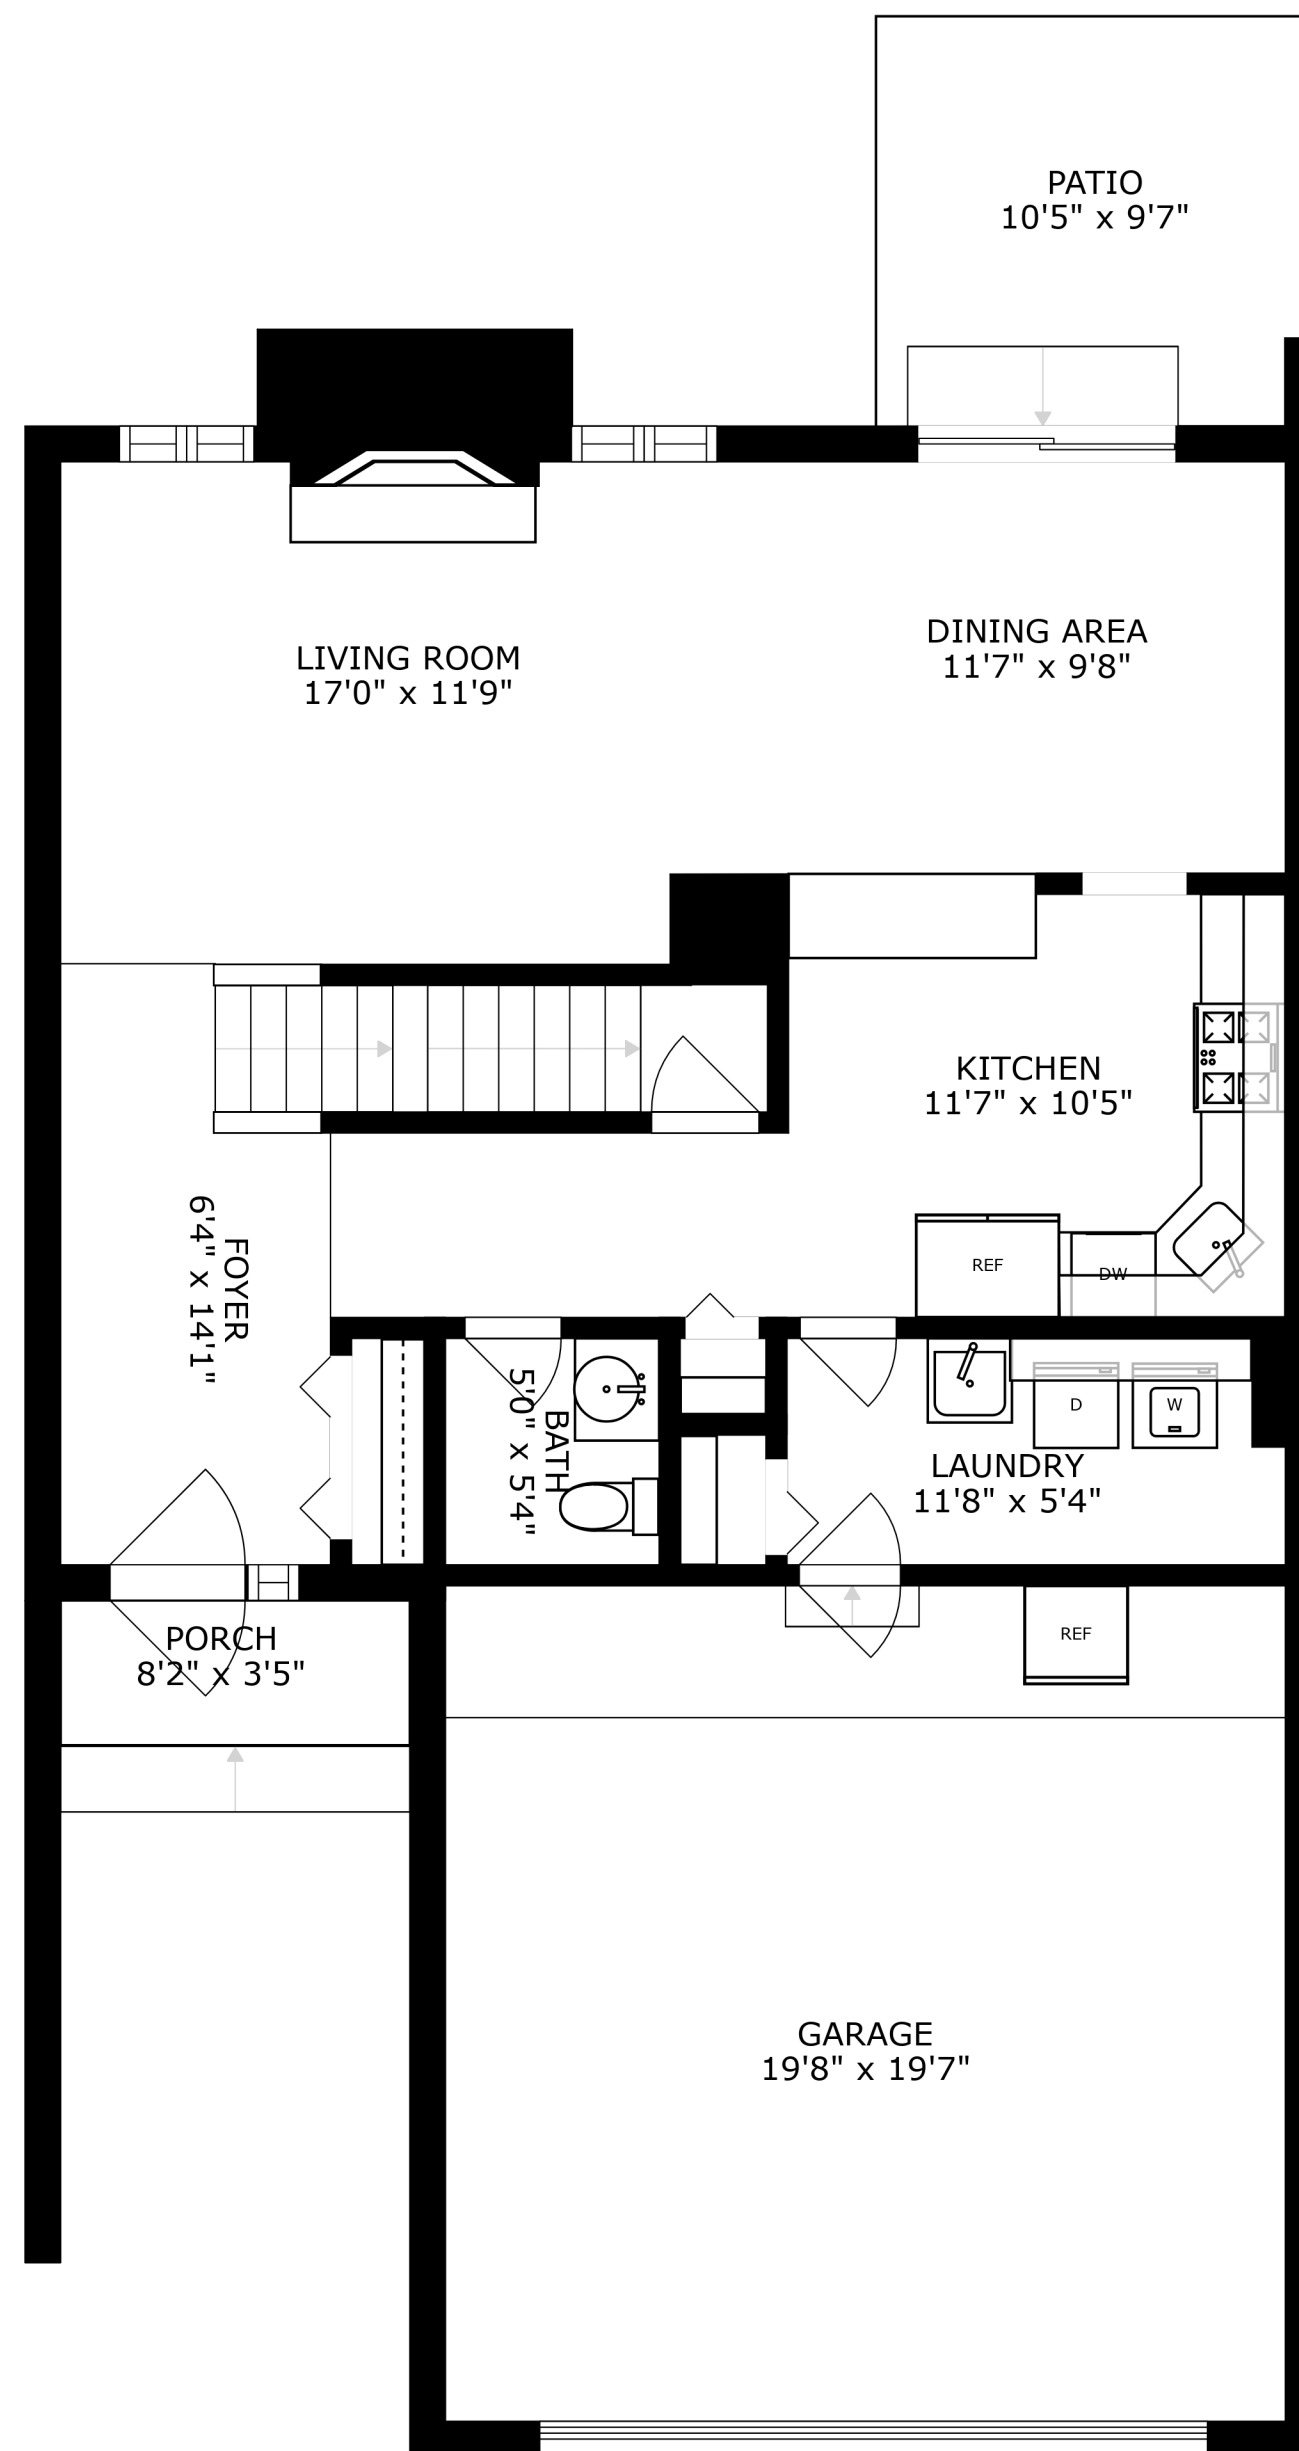 PATIO
10'5" x 9'7"
LIVING ROOM
17'0" x 11'9"
DINING AREA
11'7" x 9'8"
KITCHEN
11'7" x 10'5"
FOYER
6'4" x 14'1"
REF
DW
BATH
5'0" x 5'4"
D
W
LAUNDRY
11'8" x 5'4"
PORCH
8'2" x 3'5"
REF
GARAGE
19'8" x 19'7"